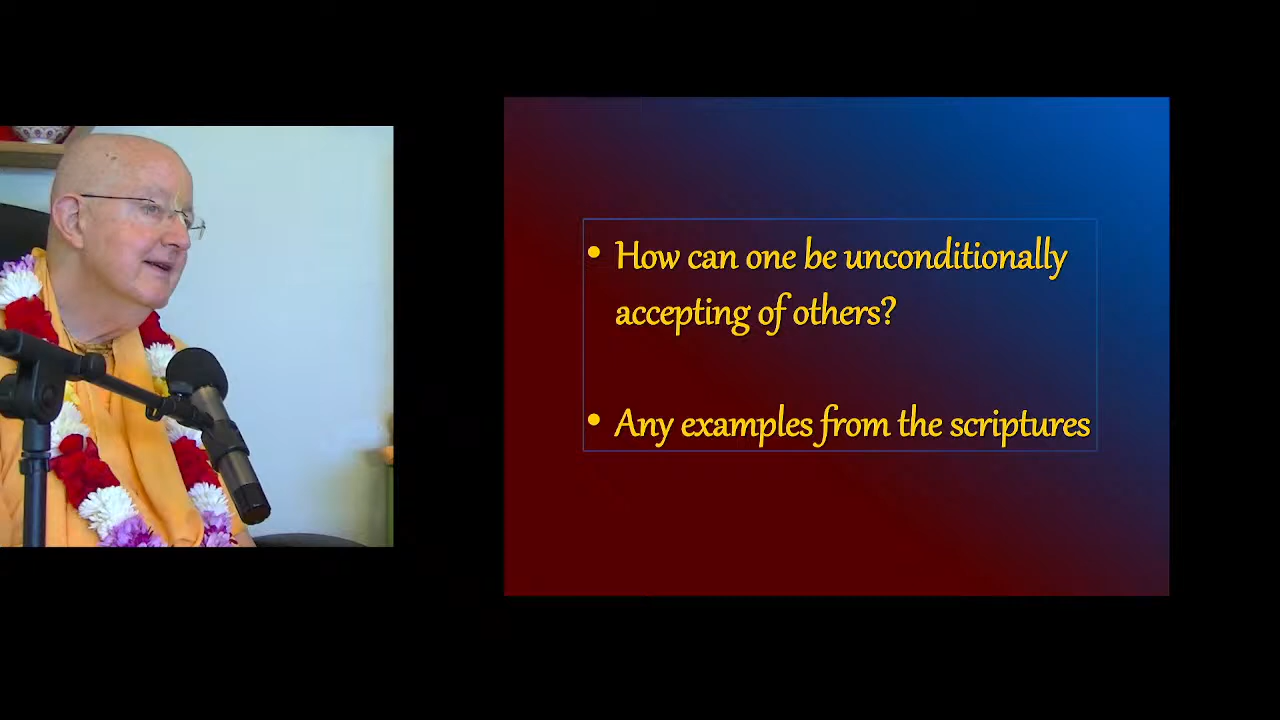 • How can one be unconditionally
accepting of others?
• Any examples from the scriptures